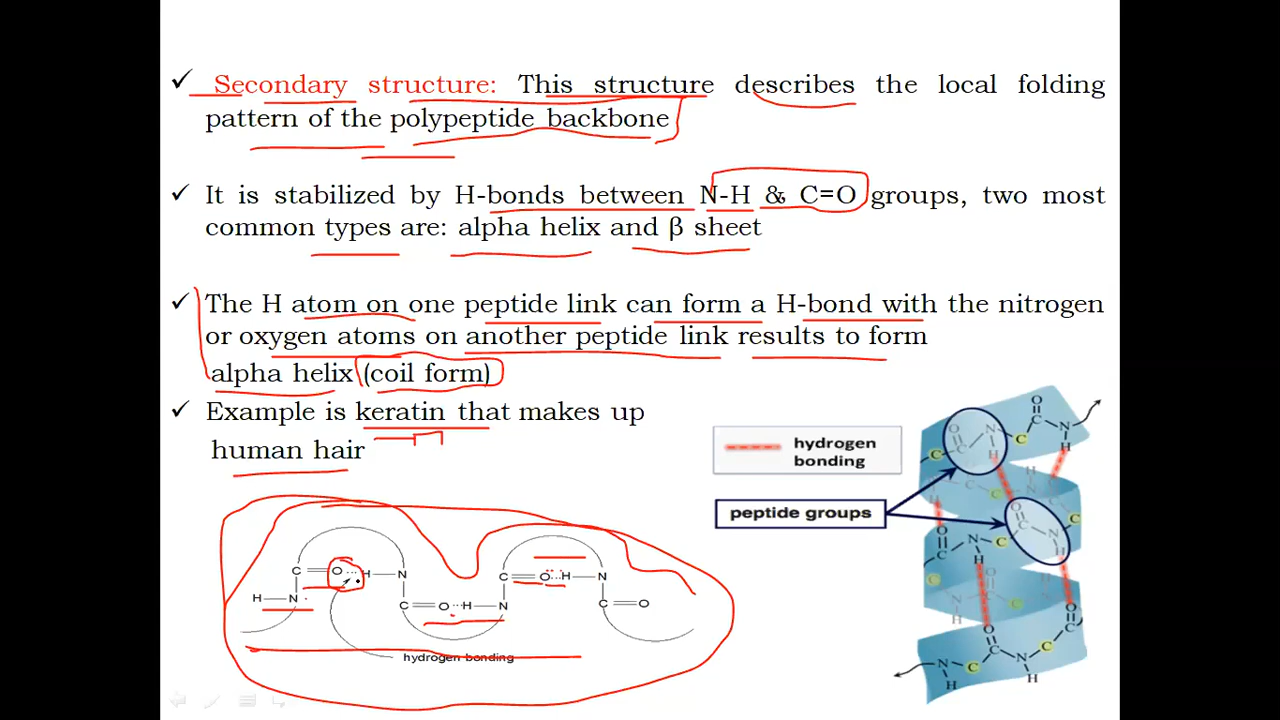 ✓ Secondary structure: This structure describes the local folding
pattern of the polypeptide backbone
✓ It is stabilized by H-bonds between N-H & C=O groups, two most
common types are: alpha helix and β sheet
✓ The H atom on one peptide link can form a H-bond with the nitrogen
or oxygen atoms on another peptide link results to form
alpha helix (coil form)
✓ Example is keratin that makes up
human hair
hydrogen
bonding
peptide groups
C=O···H—N
H—N
C=O···H—N
C=O···H—N
C=O
hydrogen bonding